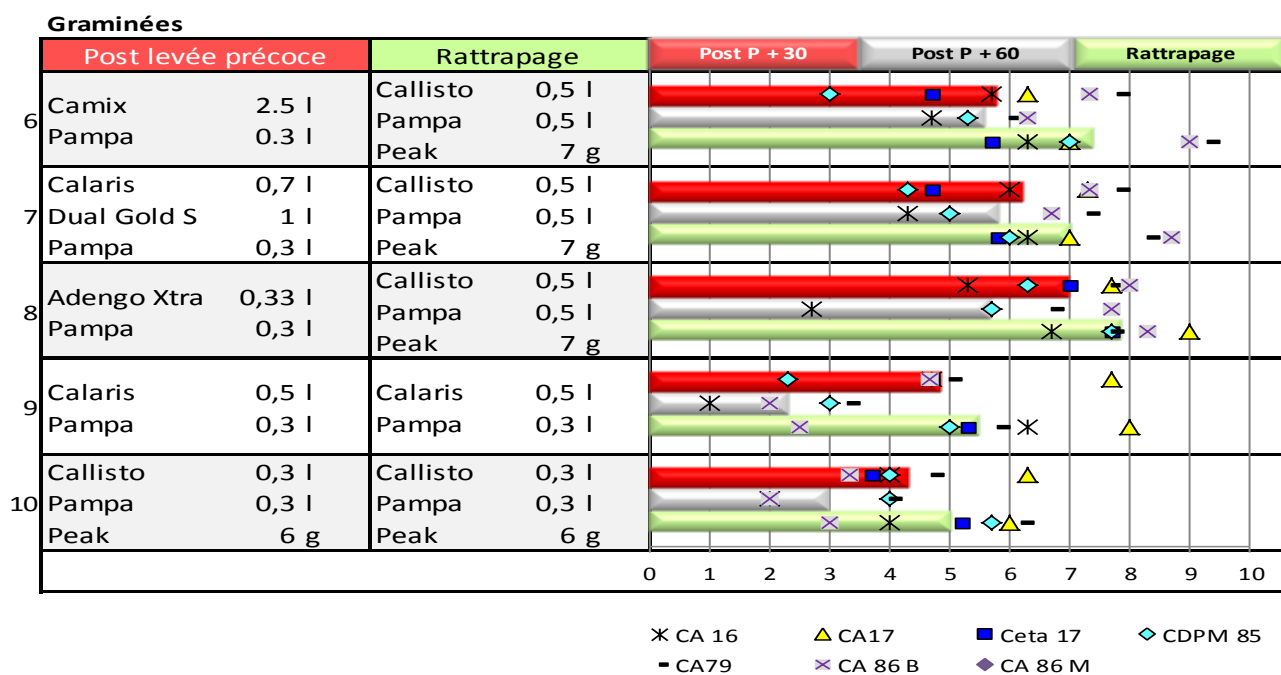 Graminées
Post levée précoce Rattrapage Post P + 30 Post P + 60 Rattrapage
6
Camix 2.5 l
Pampa 0.3 l
Callisto 0,5 l
Pampa 0,5 l
Peak 7 g
7
Calaris 0,7 l
Dual Gold S 1 l
Pampa 0,3 l
Callisto 0,5 l
Pampa 0,5 l
Peak 7 g
8
Adengo Xtra 0,33 l
Pampa 0,3 l
Callisto 0,5 l
Pampa 0,5 l
Peak 7 g
9
Calaris 0,5 l
Pampa 0,3 l
Calaris 0,5 l
Pampa 0,3 l
10
Callisto 0,3 l
Pampa 0,3 l
Peak 6 g
Callisto 0,3 l
Pampa 0,3 l
Peak 6 g
0 1 2 3 4 5 6 7 8 9 10
CA 16 CA17 Ceta 17 CDPM 85
CA79 CA 86 B CA 86 M